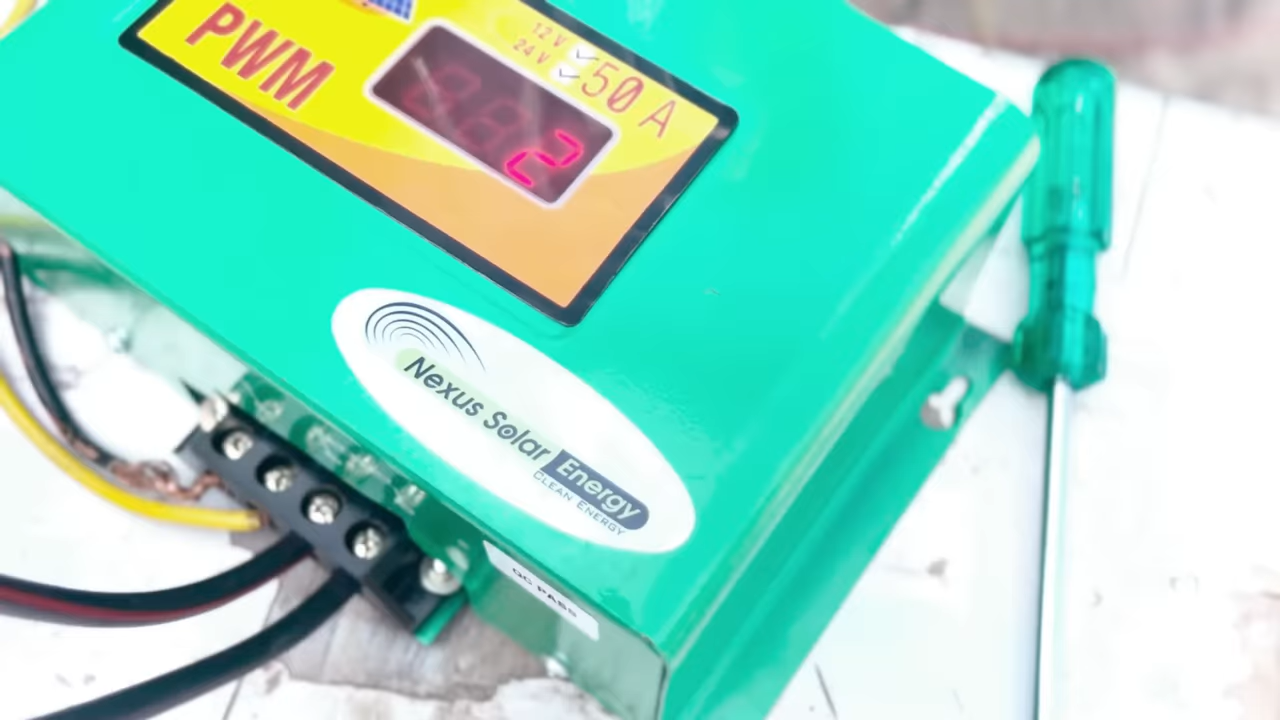 PWM
12 V
24 V
50 A
2
Nexus Solar
Energy
CLEAN ENERGY
QC PASS